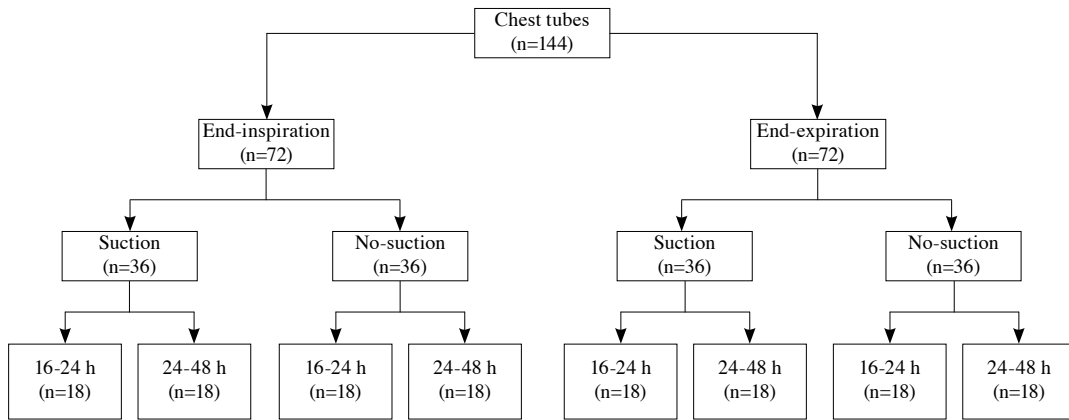 Chest tubes
(n=144)
End-inspiration
(n=72)
End-expiration
(n=72)
Suction
(n=36)
No-suction
(n=36)
Suction
(n=36)
No-suction
(n=36)
16-24 h
(n=18)
24-48 h
(n=18)
16-24 h
(n=18)
24-48 h
(n=18)
16-24 h
(n=18)
24-48 h
(n=18)
16-24 h
(n=18)
24-48 h
(n=18)